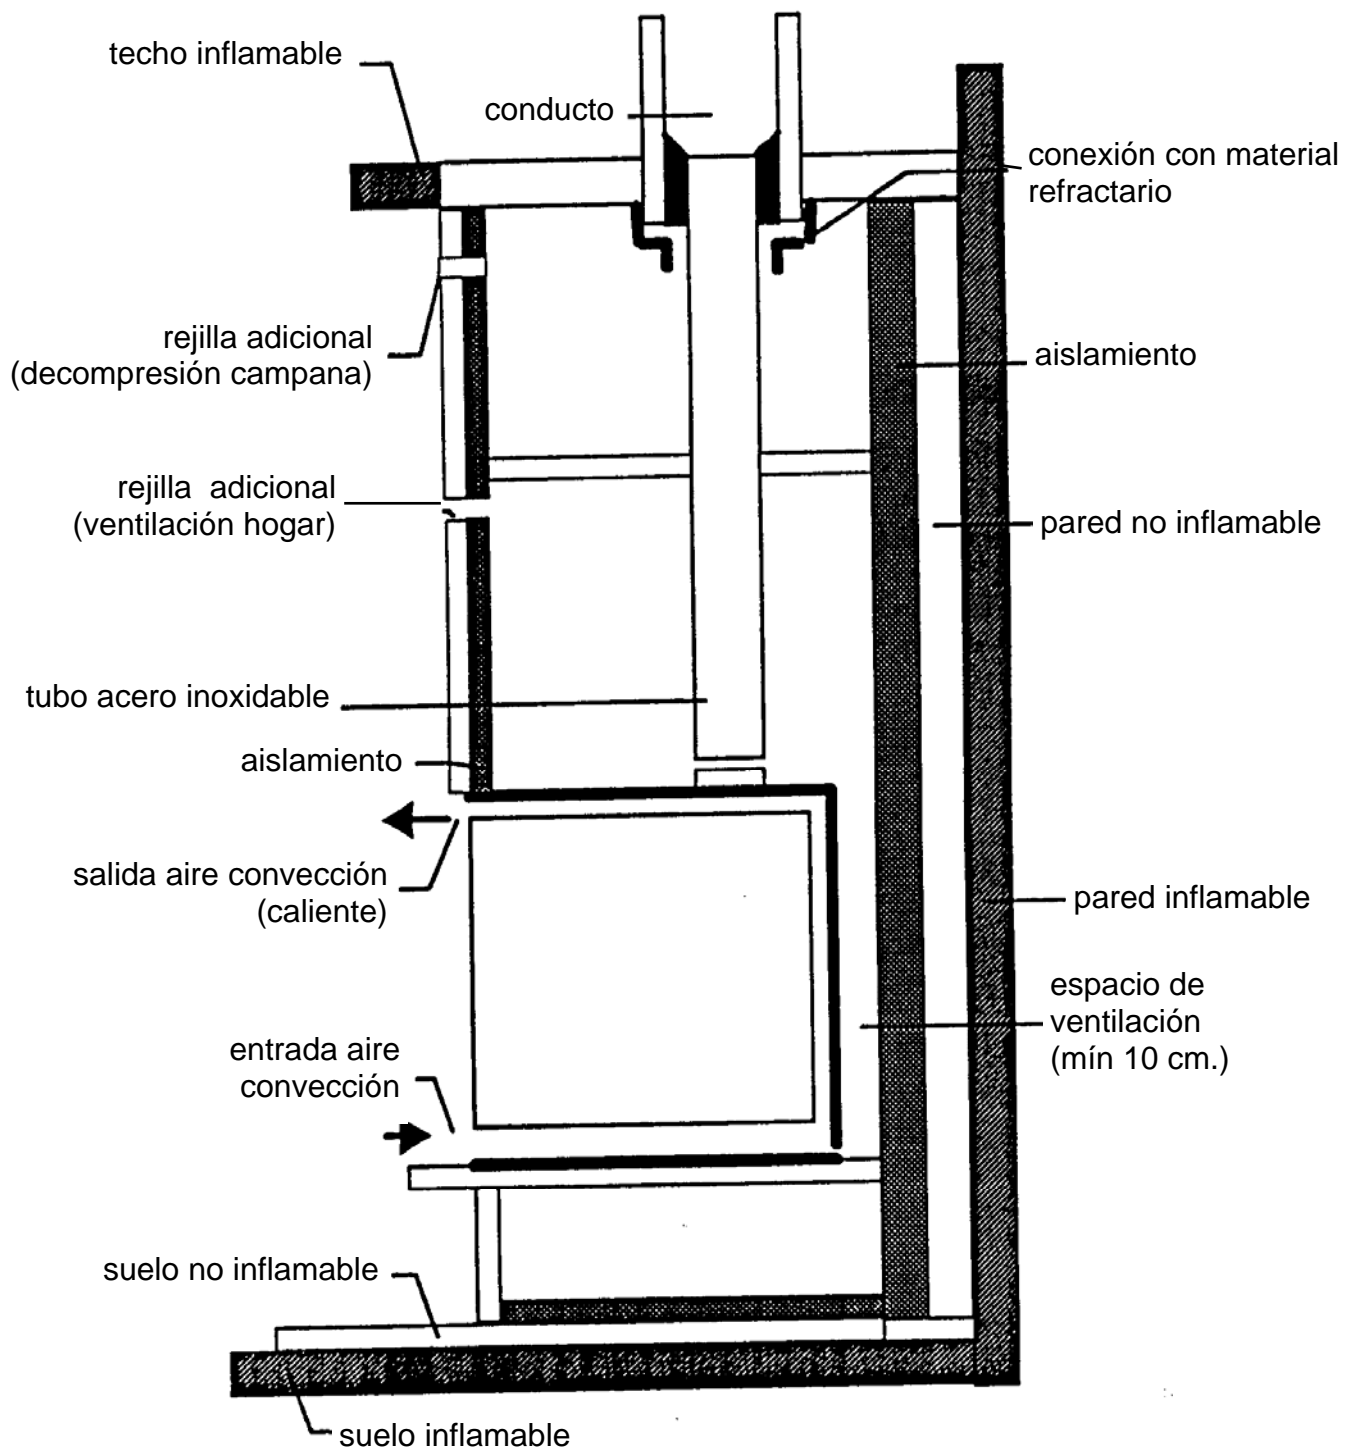 techo inflamable
conducto
conexión con material
refractario
rejilla adicional
(decompresión campana)
aislamiento
rejilla adicional
(ventilación hogar)
pared no inflamable
tubo acero inoxidable
aislamiento
salida aire convección
(caliente)
pared inflamable
espacio de
ventilación
(mín 10 cm.)
entrada aire
convección
suelo no inflamable
suelo inflamable